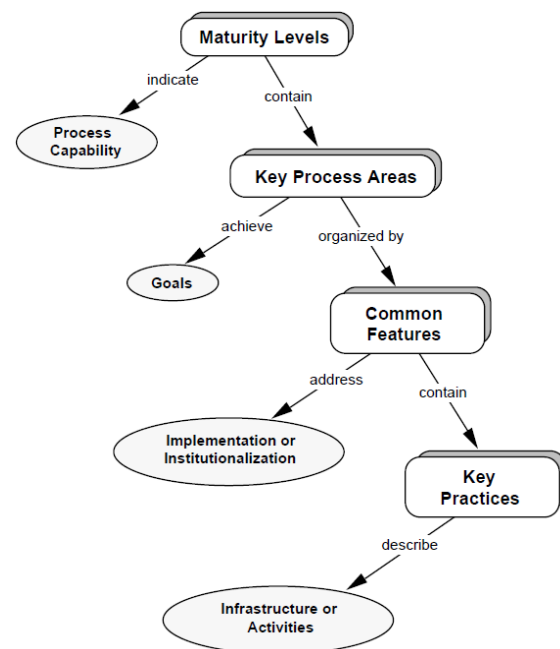 Maturity Levels
indicate
contain
Process
Capability
Key Process Areas
achieve
organized by
Goals
Common
Features
address
contain
Implementation or
Institutionalization
Key
Practices
describe
Infrastructure or
Activities